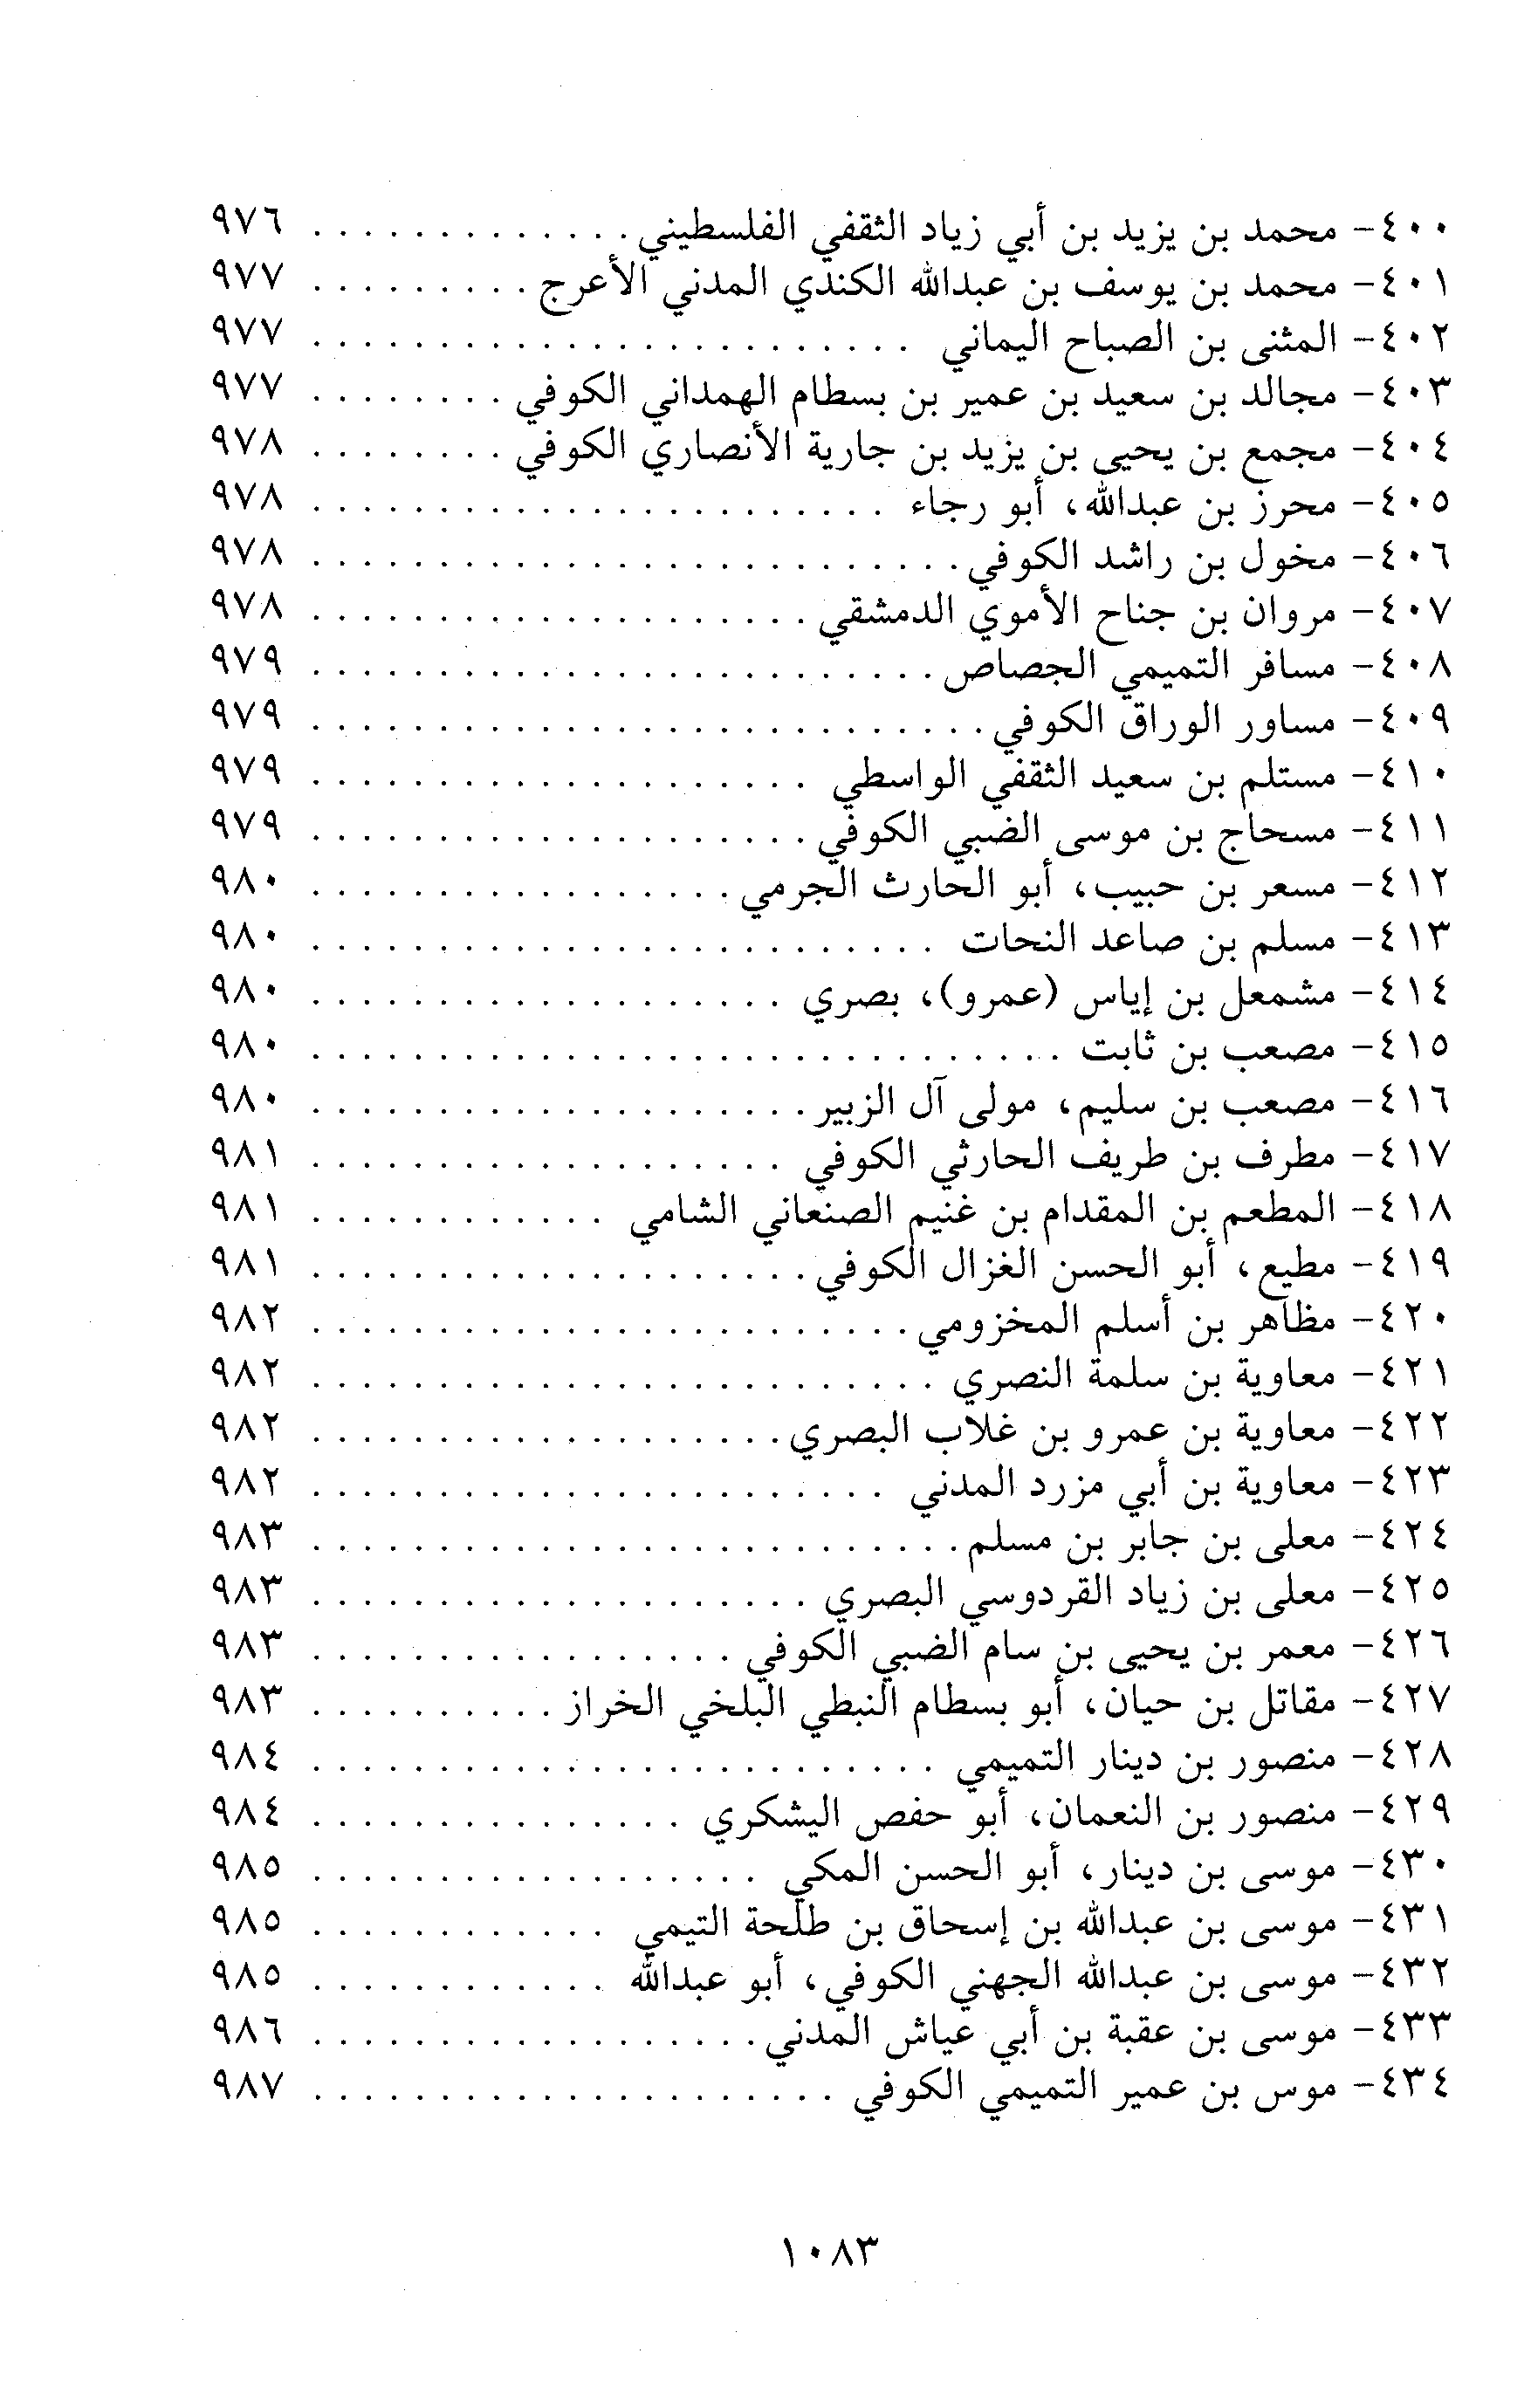 ٤٠٠- محمد بن يزيد بن أبي زياد الثقفي الفلسطيني ............. ٩٧٦
٤٠١- محمد بن يوسف بن عبدالله الكندي المدني الأعرج ......... ٩٧٧
٤٠٢- المثنى بن الصباح اليماني ........................ ٩٧٧
٤٠٣- مجالد بن سعيد بن عمير بن بسطام الهمداني الكوفي ........ ٩٧٧
٤٠٤- مجمع بن يحيى بن يزيد بن جارية الأنصاري الكوفي ........ ٩٧٨
٤٠٥- محرز بن عبدالله، أبو رجاء ....................... ٩٧٨
٤٠٦- مخول بن راشد الكوفي .......................... ٩٧٨
٤٠٧- مروان بن جناح الأموي الدمشقي .................... ٩٧٨
٤٠٨- مسافر التميمي الجصاص ......................... ٩٧٩
٤٠٩- مساور الوراق الكوفي ........................... ٩٧٩
٤١٠- مستلم بن سعيد الثقفي الواسطي .................... ٩٧٩
٤١١- مسحاج بن موسى الضبي الكوفي .................... ٩٧٩
٤١٢- مسعر بن حبيب، أبو الحارث الجرمي ................. ٩٨٠
٤١٣- مسلم بن صاعد النحات ......................... ٩٨٠
٤١٤- مشمعل بن إياس (عمرو)، بصري ................... ٩٨٠
٤١٥- مصعب بن ثابت .............................. ٩٨٠
٤١٦- مصعب بن سليم، مولى آل الزبير .................... ٩٨٠
٤١٧- مطرف بن طريف الحارثي الكوفي ................... ٩٨١
٤١٨- المطعم بن المقدام بن غنيم الصنعاني الشامي ............ ٩٨١
٤١٩- مطيع، أبو الحسن الغزال الكوفي .................... ٩٨١
٤٢٠- مظاهر بن أسلم المخزومي ........................ ٩٨٢
٤٢١- معاوية بن سلمة النصري ......................... ٩٨٢
٤٢٢- معاوية بن عمرو بن غلاب البصري ................... ٩٨٢
٤٢٣- معاوية بن أبي مزرد المدني ....................... ٩٨٢
٤٢٤- معلى بن جابر بن مسلم .......................... ٩٨٣
٤٢٥- معلى بن زياد القردوسي البصري .................... ٩٨٣
٤٢٦- معمر بن يحيى بن سام الضبي الكوفي ................. ٩٨٣
٤٢٧- مقاتل بن حيان، أبو بسطام النبطي البلخي الخراز .......... ٩٨٣
٤٢٨- منصور بن دينار التميمي ......................... ٩٨٤
٤٢٩- منصور بن النعمان، أبو حفص اليشكري ............... ٩٨٤
٤٣٠- موسى بن دينار، أبو الحسن المكي .................. ٩٨٥
٤٣١- موسى بن عبدالله بن إسحاق بن طلحة التيمي ............ ٩٨٥
٤٣٢- موسى بن عبدالله الجهني الكوفي، أبو عبدالله ............ ٩٨٥
٤٣٣- موسى بن عقبة بن أبي عياش المدني .................. ٩٨٦
٤٣٤- موس بن عمير التميمي الكوفي ..................... ٩٨٧
١٠٨٣